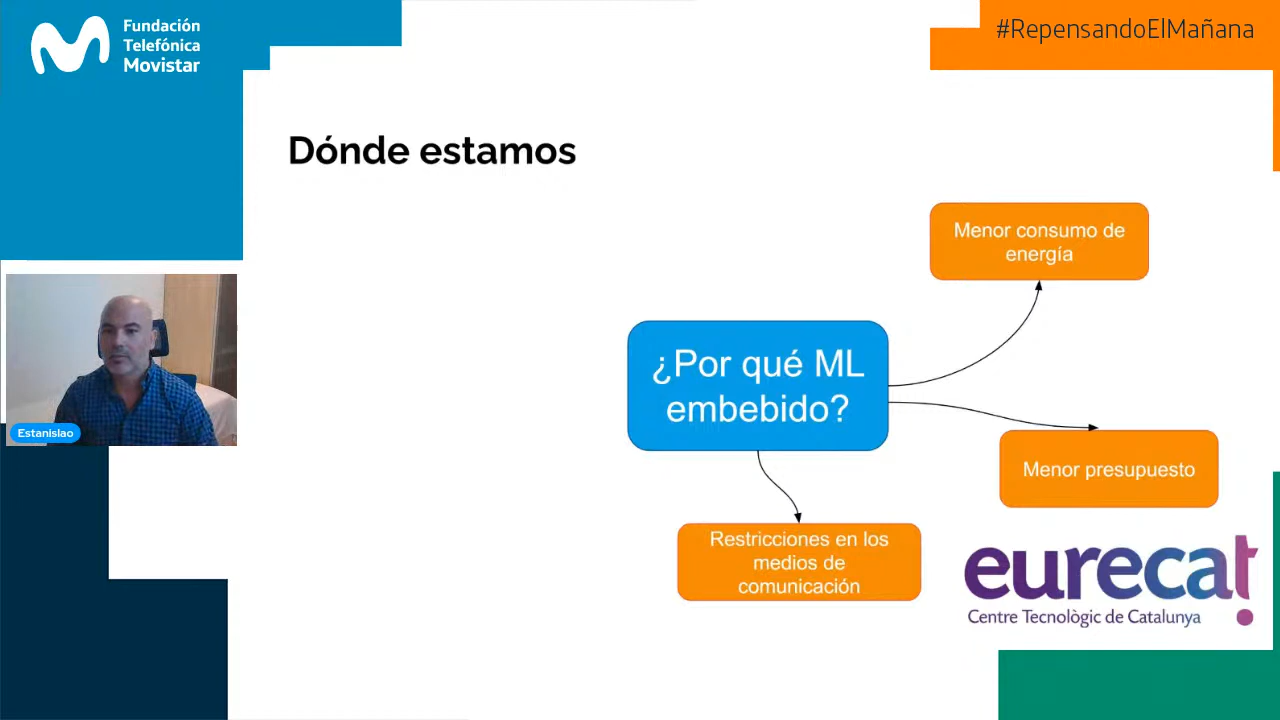 Fundación
Telefónica
Movistar
#RepensandoElMañana
Dónde estamos
Menor consumo de
energía
¿Por qué ML
embebido?
Estanislao
Menor presupuesto
Restricciones en los
medios de
comunicación
eurecat
Centre Tecnològic de Catalunya